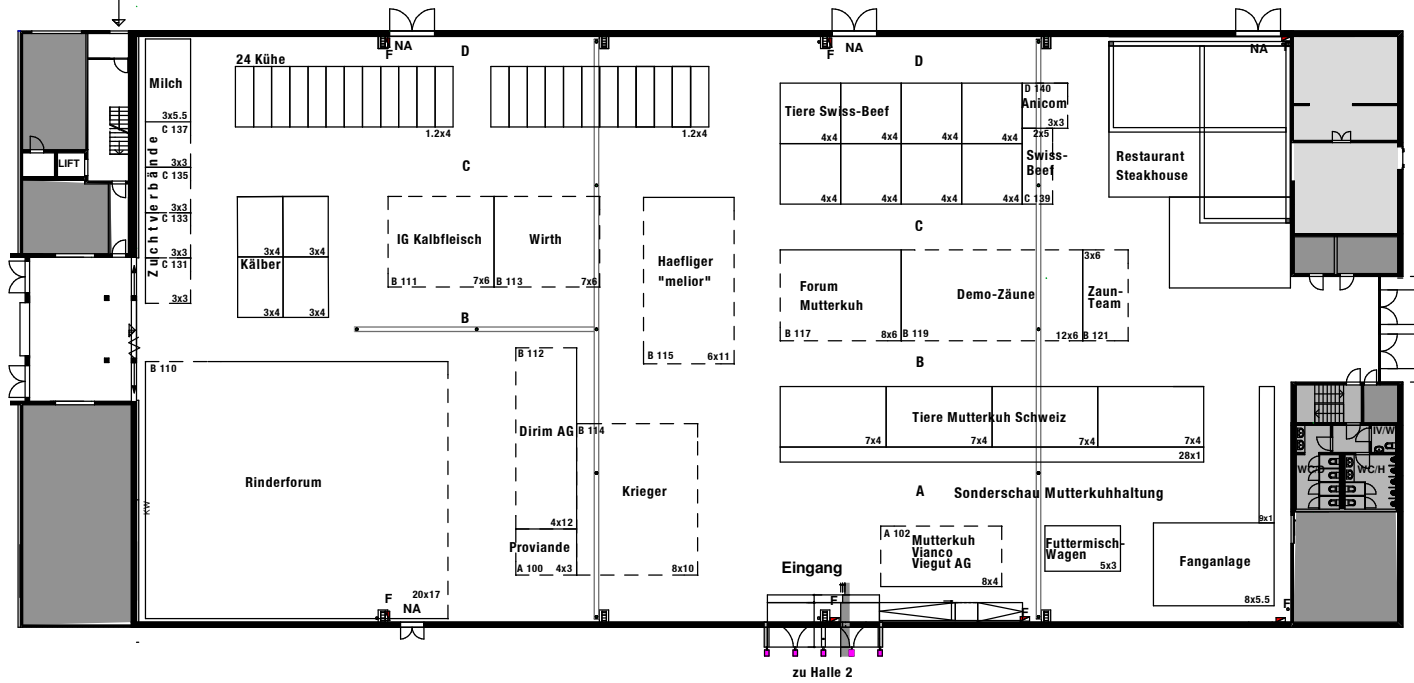 NA
F
D
NA
F
D
NA
F
24 Kühe
Milch
3x5.5
1.2x4
1.2x4
Tiere Swiss-Beef
4x4
4x4
4x4
4x4
D 140
Anicom
3x3
2x5
Swiss-
Beef
C 139
4x4
4x4
4x4
4x4
Restaurant
Steakhouse
LIFT
Zuchtverbände
C 137
3x3
C 135
3x3
C 133
3x3
C 131
3x3
C
C
3x4
3x4
Kälber
3x4
3x4
IG Kalbfleisch
B 111
7x6
Wirth
B 113
7x6
Haefliger
"melior"
B 115
6x11
Forum
Mutterkuh
B 117
8x6
Demo-Zäune
B 119
12x6
3x6
Zaun-
Team
B 121
B
B
B 110
Rinderforum
20x17
KW
B 112
Dirim AG
4x12
Proviande
A 100
4x3
B 114
Krieger
8x10
Tiere Mutterkuh Schweiz
7x4
7x4
7x4
7x4
28x1
A
Sonderschau Mutterkuhhaltung
9x1
A 102
Mutterkuh
Vianco
Viegut AG
8x4
Futtermisch-
Wagen
5x3
Fanganlage
8x5.5
IV/W
WC/D
WC/H
Eingang
F
NA
F
F
F
zu Halle 2